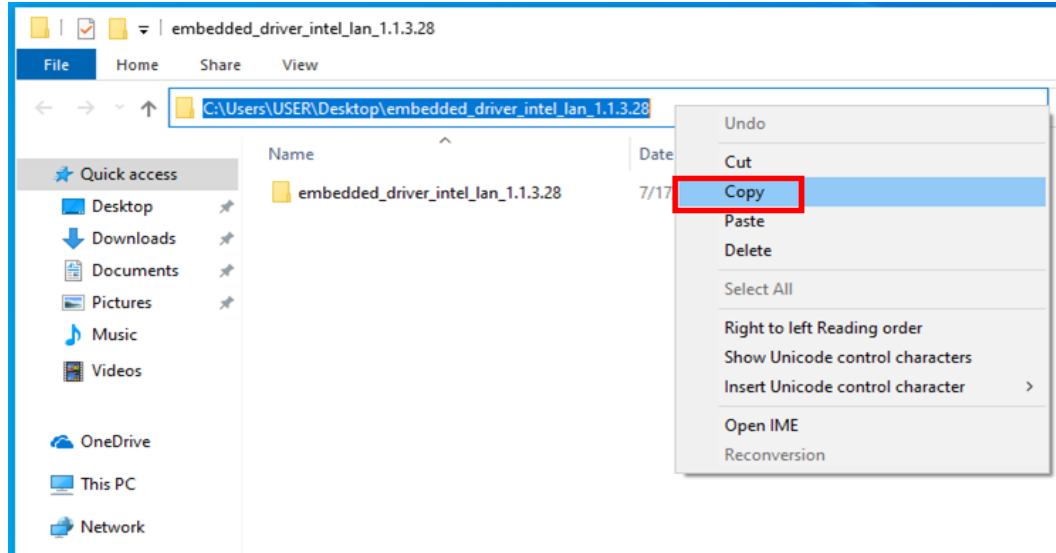 embedded_driver_intel_lan_1.1.3.28
File Home Share View
C:\Users\USER\Desktop\embedded_driver_intel_lan_1.1.3.28
Name Date
Quick access
Desktop
Downloads
Documents
Pictures
Music
Videos
OneDrive
This PC
Network
embedded_driver_intel_lan_1.1.3.28 7/17
Undo
Cut
Copy
Paste
Delete
Select All
Right to left Reading order
Show Unicode control characters
Insert Unicode control character
Open IME
Reconversion